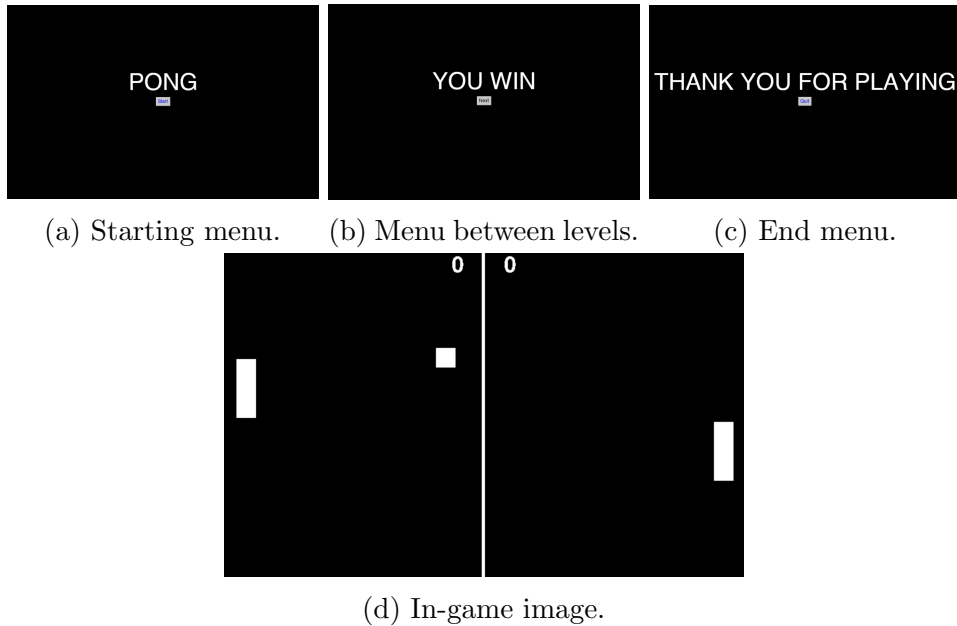 PONG
Start
YOU WIN
Next
THANK YOU FOR PLAYING
Quit
(a) Starting menu.
(b) Menu between levels.
(c) End menu.
0 0
(d) In-game image.